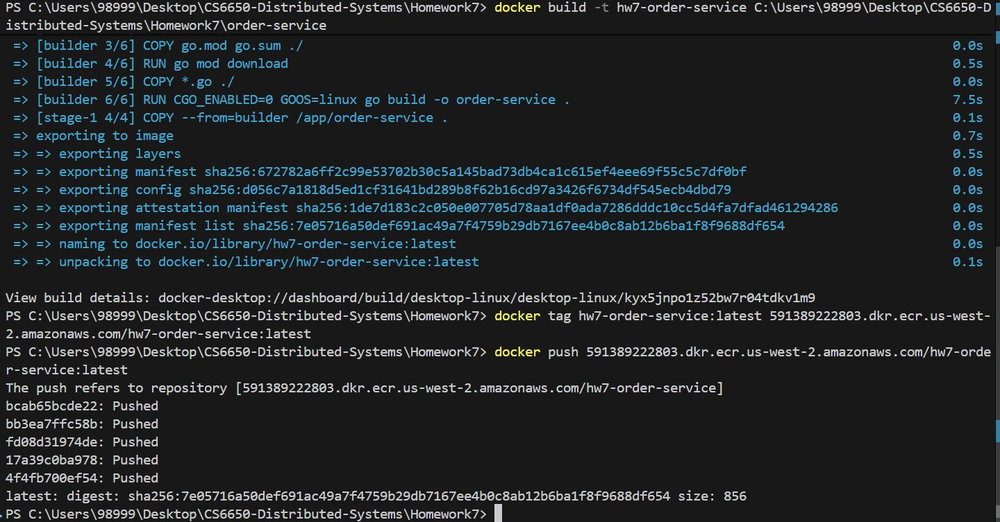 PS C:\Users\98999\Desktop\CS6650-Distributed-Systems\Homework7> docker build -t hw7-order-service C:\Users\98999\Desktop\CS6650-D
istributed-Systems\Homework7\order-service
=> [builder 3/6] COPY go.mod go.sum ./ 0.0s
=> [builder 4/6] RUN go mod download 0.5s
=> [builder 5/6] COPY *.go ./ 0.0s
=> [builder 6/6] RUN CGO_ENABLED=0 GOOS=linux go build -o order-service . 7.5s
=> [stage-1 4/4] COPY --from=builder /app/order-service . 0.1s
=> exporting to image 0.7s
=> => exporting layers 0.5s
=> => exporting manifest sha256:672782a6ff2c99e53702b30c5a145bad73db4ca1c615ef4eee69f55c5c7df0bf 0.0s
=> => exporting config sha256:d056c7a1818d5ed1cf31641bd289b8f62b16cd97a3426f6734df545ecb4dbd79 0.0s
=> => exporting attestation manifest sha256:1de7d183c2c050e007705d78aa1df0ada7286dddc10cc5d4fa7dfad461294286 0.0s
=> => exporting manifest list sha256:7e05716a50def691ac49a7f4759b29db7167ee4b0c8ab12b6ba1f8f9688df654 0.0s
=> => naming to docker.io/library/hw7-order-service:latest 0.0s
=> => unpacking to docker.io/library/hw7-order-service:latest 0.1s
View build details: docker-desktop://dashboard/build/desktop-linux/desktop-linux/kyx5jnpo1z52bw7r04tdkv1m9
PS C:\Users\98999\Desktop\CS6650-Distributed-Systems\Homework7> docker tag hw7-order-service:latest 591389222803.dkr.ecr.us-west-
2.amazonaws.com/hw7-order-service:latest
PS C:\Users\98999\Desktop\CS6650-Distributed-Systems\Homework7> docker push 591389222803.dkr.ecr.us-west-2.amazonaws.com/hw7-orde
r-service:latest
The push refers to repository [591389222803.dkr.ecr.us-west-2.amazonaws.com/hw7-order-service]
bcab65bcde22: Pushed
bb3ea7ffc58b: Pushed
fd08d31974de: Pushed
17a39c0ba978: Pushed
4f4fb700ef54: Pushed
latest: digest: sha256:7e05716a50def691ac49a7f4759b29db7167ee4b0c8ab12b6ba1f8f9688df654 size: 856
PS C:\Users\98999\Desktop\CS6650-Distributed-Systems\Homework7>